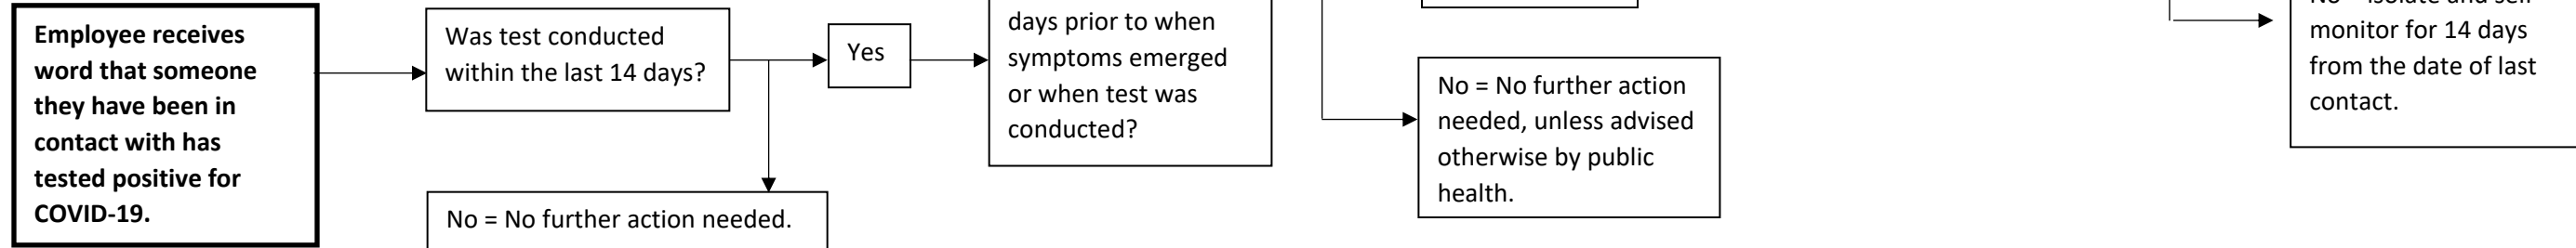 Employee receives
word that someone
they have been in
contact with has
tested positive for
COVID-19.
Was test conducted
within the last 14 days?
Yes
No = No further action needed.
days prior to when
symptoms emerged
or when test was
conducted?
No = No further action
needed, unless advised
otherwise by public
health.
monitor for 14 days
from the date of last
contact.